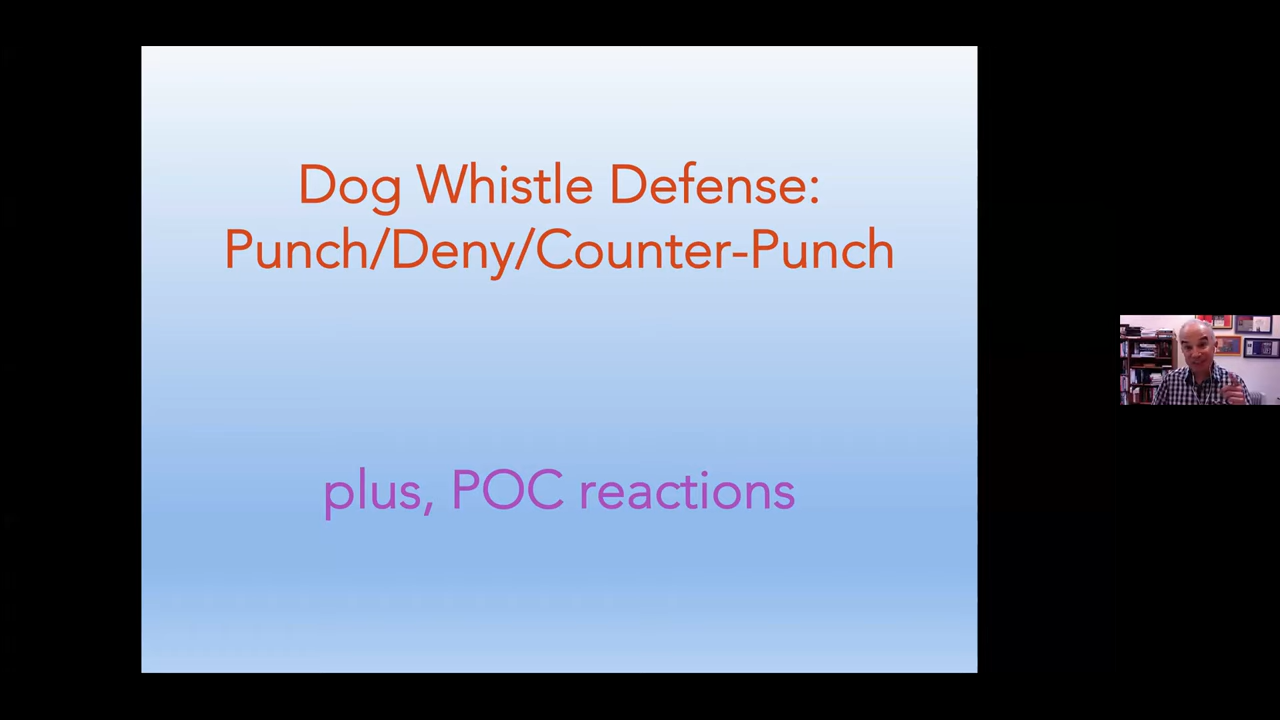 Dog Whistle Defense:
Punch/Deny/Counter-Punch
plus, POC reactions